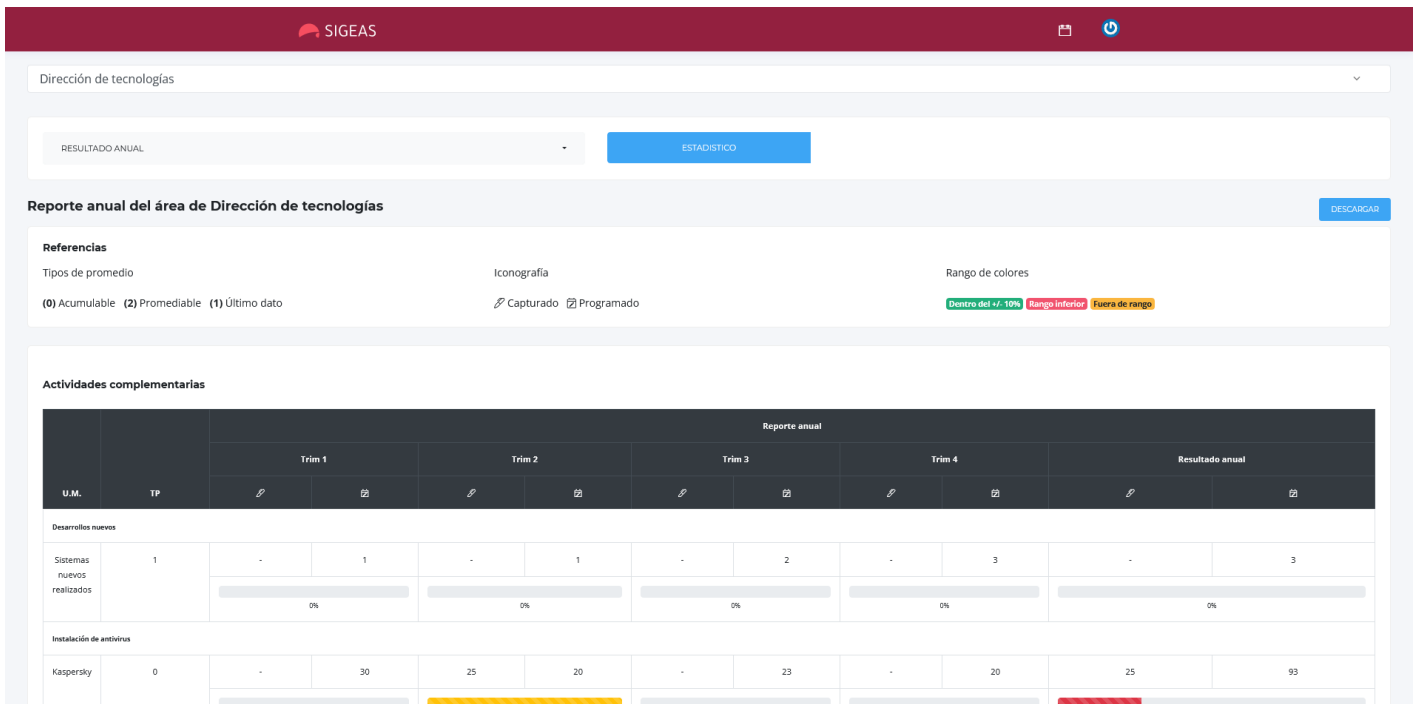 SIGEAS
Dirección de tecnologías
RESULTADO ANUAL
ESTADISTICO
Reporte anual del área de Dirección de tecnologías
DESCARGAR
Referencias
Tipos de promedio
(0) Acumulable (2) Promediable (1) Último dato
Iconografía
Capturado Programado
Rango de colores
Dentro del +/- 10% Rango inferior Fuera de rango
Actividades complementarias
Reporte anual
Trim 1 Trim 2 Trim 3 Trim 4 Resultado anual
U.M. TP
Desarrollos nuevos
Sistemas nuevos realizados 1 - 1 - 1 - 2 - 3 - 3
0% 0% 0% 0% 0%
Instalación de antivirus
Kaspersky 0 - 30 25 20 - 23 - 20 25 93